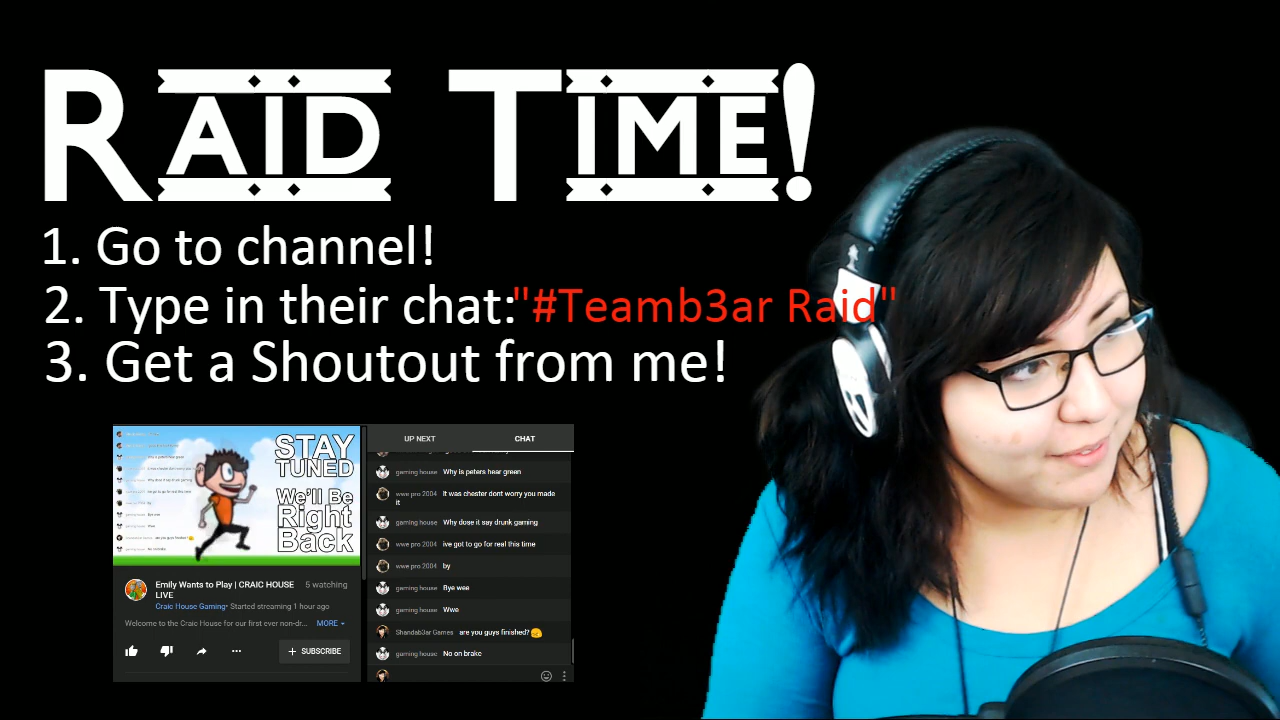 RAID TIME!
1. Go to channel!
2. Type in their chat:"#Teamb3ar Raid"
3. Get a Shoutout from me!
STAY
TUNED
We'll Be
Right
Back
Emily Wants to Play | CRAIC HOUSE
LIVE
5 watching
Craic House Gaming• Started streaming 1 hour ago
Welcome to the Craic House for our first ever non-dr...
MORE
SUBSCRIBE
UP NEXT
CHAT
gaming house Why is peters hear green
wwe pro 2004 It was chester dont worry you made
it
gaming house Why dose it say drunk gaming
wwe pro 2004 ive got to go for real this time
wwe pro 2004 by
gaming house Bye wee
gaming house Wwe
Shandab3ar Games are you guys finished?
gaming house No on brake